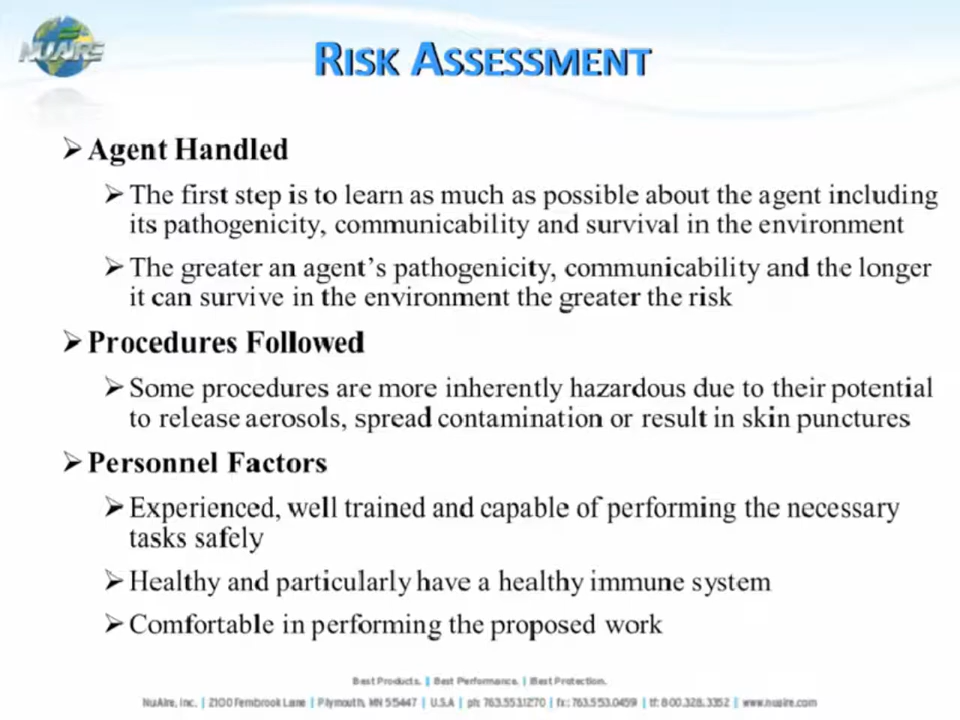 NUAIRE
RISK ASSESSMENT
➢ Agent Handled
➢ The first step is to learn as much as possible about the agent including
its pathogenicity, communicability and survival in the environment
➢ The greater an agent's pathogenicity, communicability and the longer
it can survive in the environment the greater the risk
➢ Procedures Followed
➢ Some procedures are more inherently hazardous due to their potential
to release aerosols, spread contamination or result in skin punctures
➢ Personnel Factors
➢ Experienced, well trained and capable of performing the necessary
tasks safely
➢ Healthy and particularly have a healthy immune system
➢ Comfortable in performing the proposed work
Best Products. | Best Performance. | Best Protection.
NuAire, Inc. | 2100 Fernbrook Lane | Plymouth, MN 55447 | U.S.A | ph: 763.553.1270 | fx: 763.553.0459 | tf: 800.328.3352 | www.nuaire.com